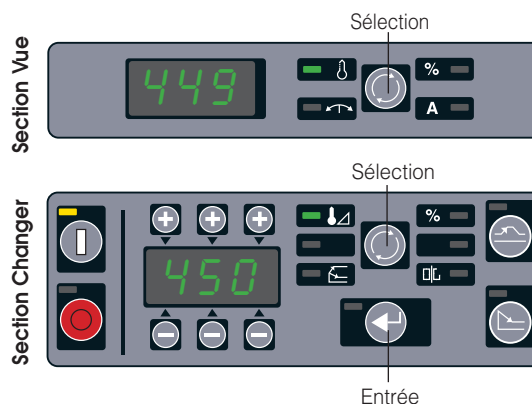 Sélection
Section Vue
449
%
A
Sélection
Section Changer
450
%
Entrée